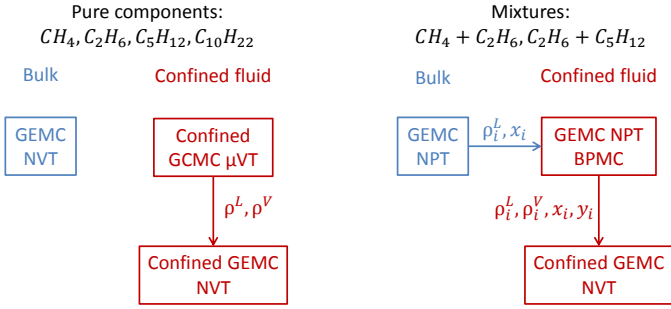 Pure components:
CH₄, C₂H₆, C₅H₁₂, C₁₀H₂₂
Bulk
Confined fluid
GEMC
NVT
Confined
GCMC μVT
ρᴸ, ρⱽ
Confined GEMC
NVT
Mixtures:
CH₄ + C₂H₆, C₂H₆ + C₅H₁₂
Bulk
Confined fluid
GEMC
NPT
ρᵢᴸ, xᵢ
GEMC NPT
BPMC
ρᵢᴸ, ρᵢⱽ, xᵢ, yᵢ
Confined GEMC
NVT